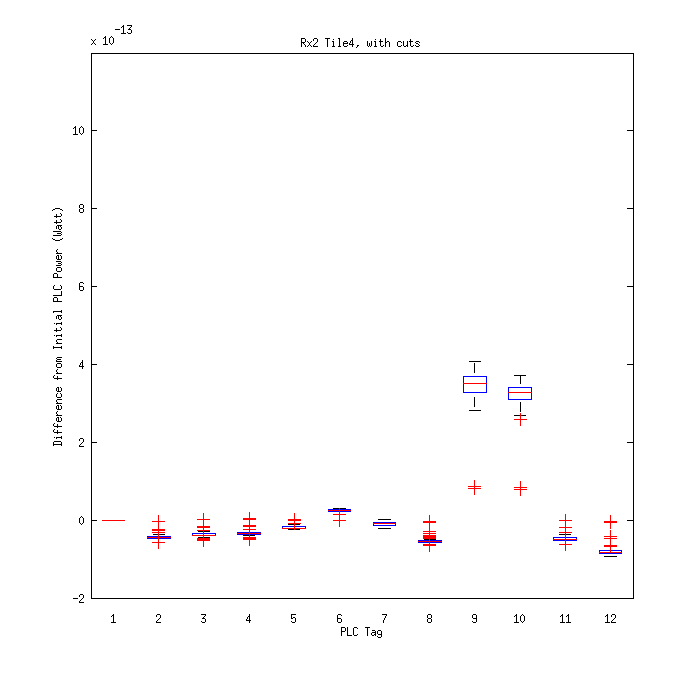 x 10-13
Rx2 Tile4, with cuts
Difference from Initial PLC Power (Watt)
10
8
6
4
2
0
-2
1 2 3 4 5 6 7 8 9 10 11 12
PLC Tag